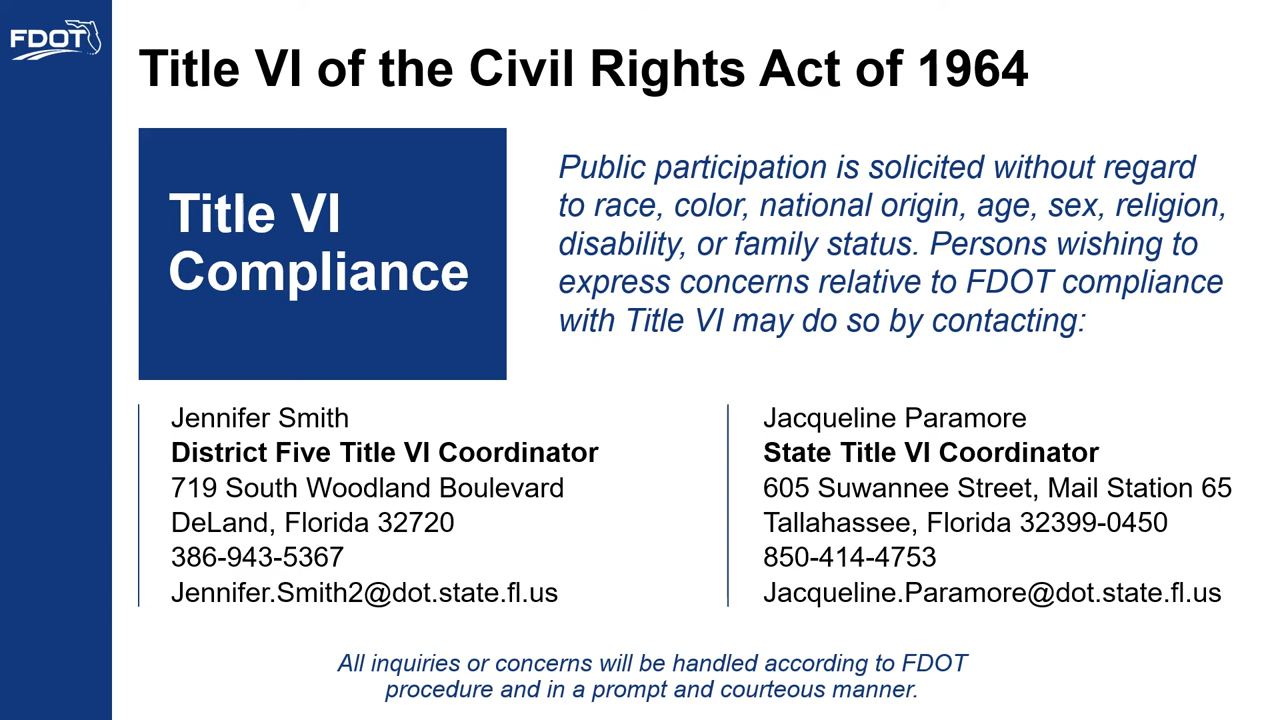 FDOT
Title VI of the Civil Rights Act of 1964
Title VI
Compliance
Public participation is solicited without regard
to race, color, national origin, age, sex, religion,
disability, or family status. Persons wishing to
express concerns relative to FDOT compliance
with Title VI may do so by contacting:
Jennifer Smith
District Five Title VI Coordinator
719 South Woodland Boulevard
DeLand, Florida 32720
386-943-5367
Jennifer.Smith2@dot.state.fl.us
Jacqueline Paramore
State Title VI Coordinator
605 Suwannee Street, Mail Station 65
Tallahassee, Florida 32399-0450
850-414-4753
Jacqueline.Paramore@dot.state.fl.us
All inquiries or concerns will be handled according to FDOT
procedure and in a prompt and courteous manner.